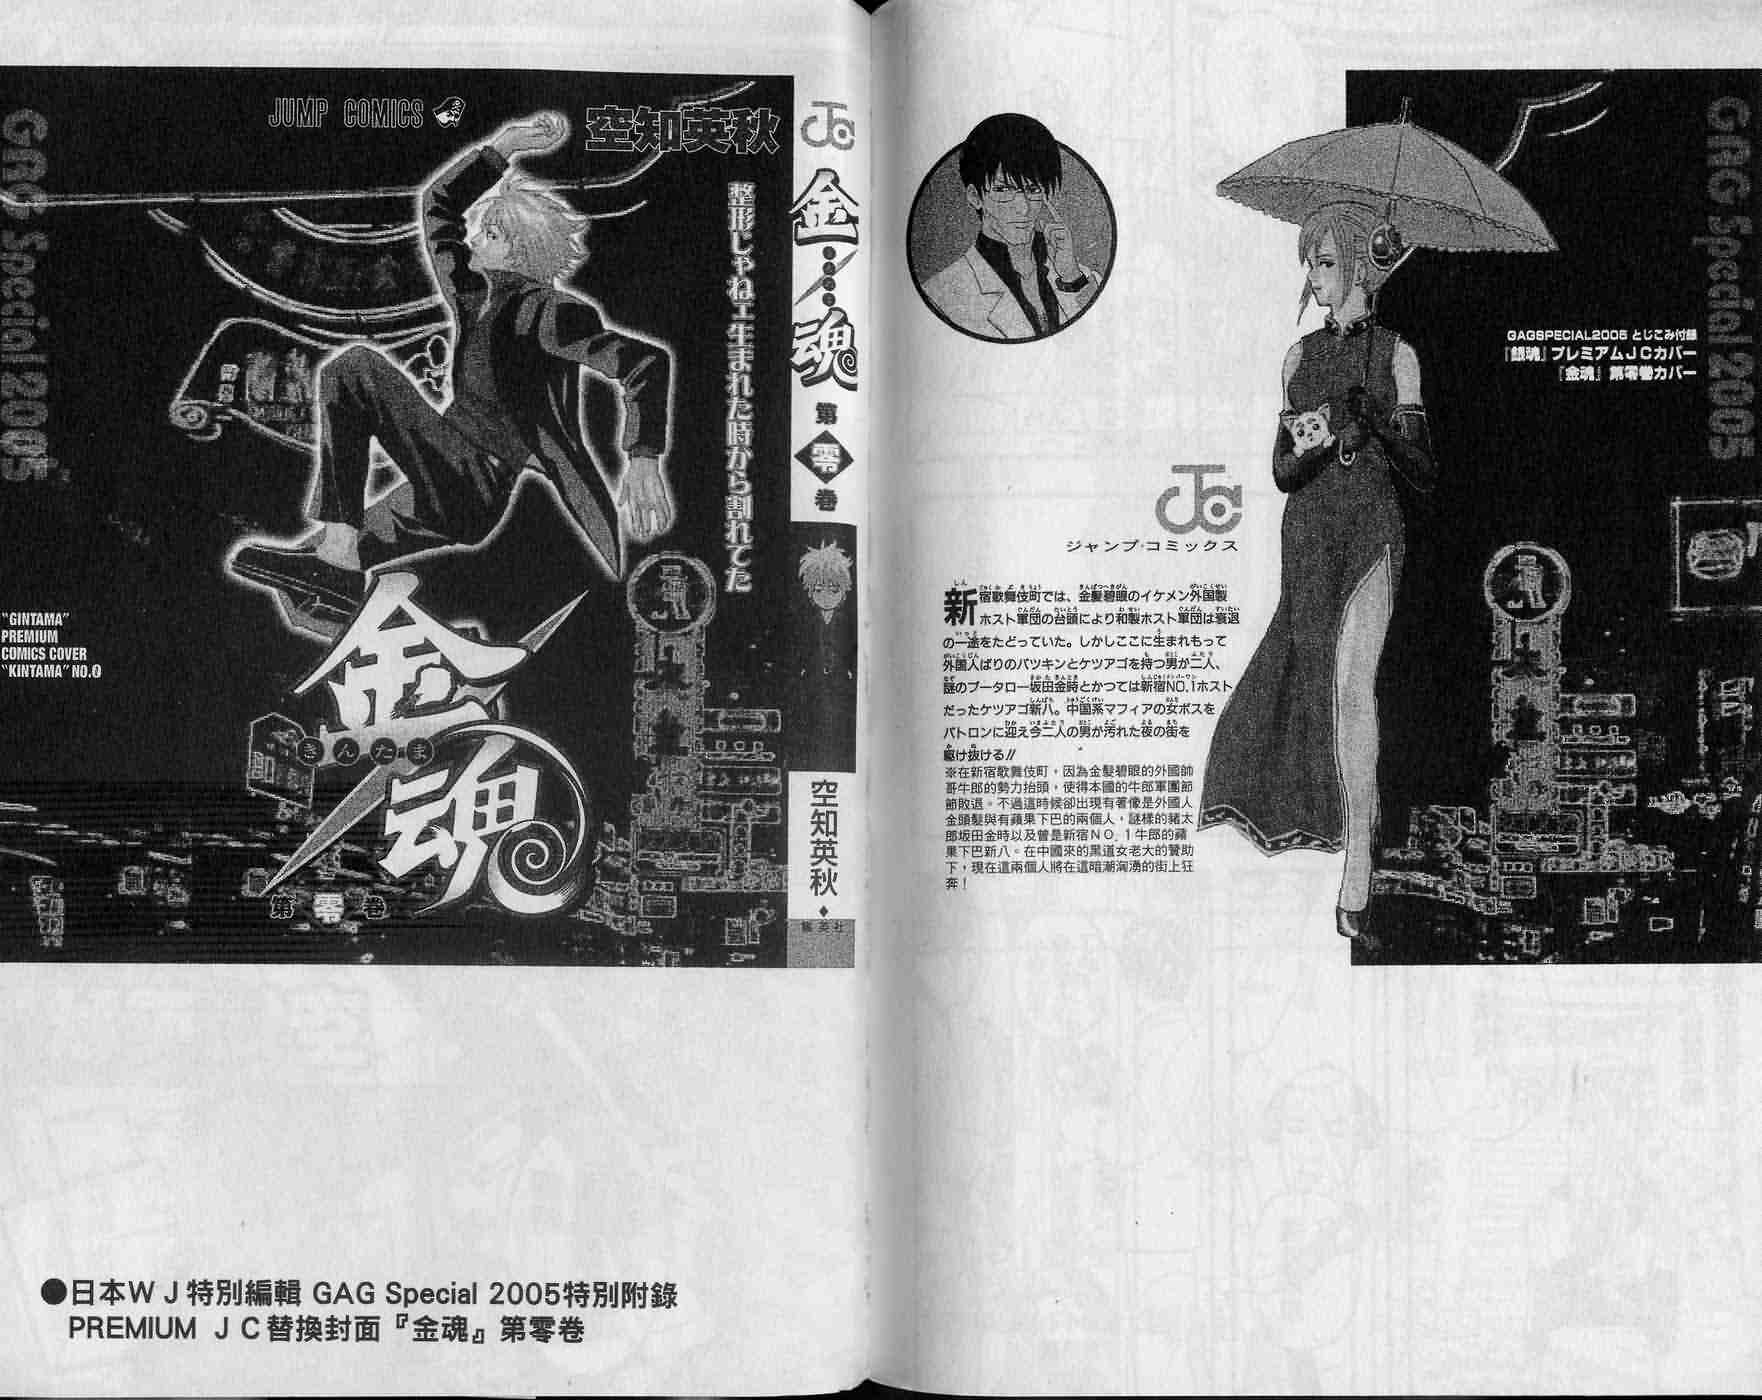 GAG Special 2005
JUMP COMICS
空知英秋
整形じゃねェ生まれた時から割れてた
"GINTAMA"
PREMIUM
COMICS COVER
"KINTAMA" NO.0
金魂
きんたま
第零巻
大
JC
金魂
第零巻
空知英秋
集英社
●日本WJ特別編輯 GAG Special 2005特別附錄
PREMIUM JC替換封面『金魂』第零卷
JC
ジャンプ・コミックス
新宿歌舞伎町では、金髪碧眼のイケメン外国製
ホスト軍団の台頭により和製ホスト軍団は衰退
の一途をたどっていた。しかしここに生まれもって
外国人ばりのパツキンとケツアゴを持つ男が二人、
謎のプータロー坂田金時とかつては新宿NO.1ホスト
だったケツアゴ新八。中国系マフィアの女ボスを
パトロンに迎え今二人の男が汚れた夜の街を
駆け抜ける!!
※在新宿歌舞伎町，因為金髮碧眼的外國帥
哥牛郎的勢力抬頭，使得本國的牛郎軍團節
節敗退。不過這時候卻出現有著像是外國人
金頭髮與有蘋果下巴的兩個人，謎樣的豬太
郎坂田金時以及曾是新宿NO.1牛郎的蘋
果下巴新八。在中國來的黑道女老大的贊助
下，現在這兩個人將在這暗潮洶湧的街上狂
奔！
GAGSPECIAL2005 とじこみ付録
『銀魂』プレミアムJCカバー
『金魂』第零巻カバー
GAG Special 2005
大